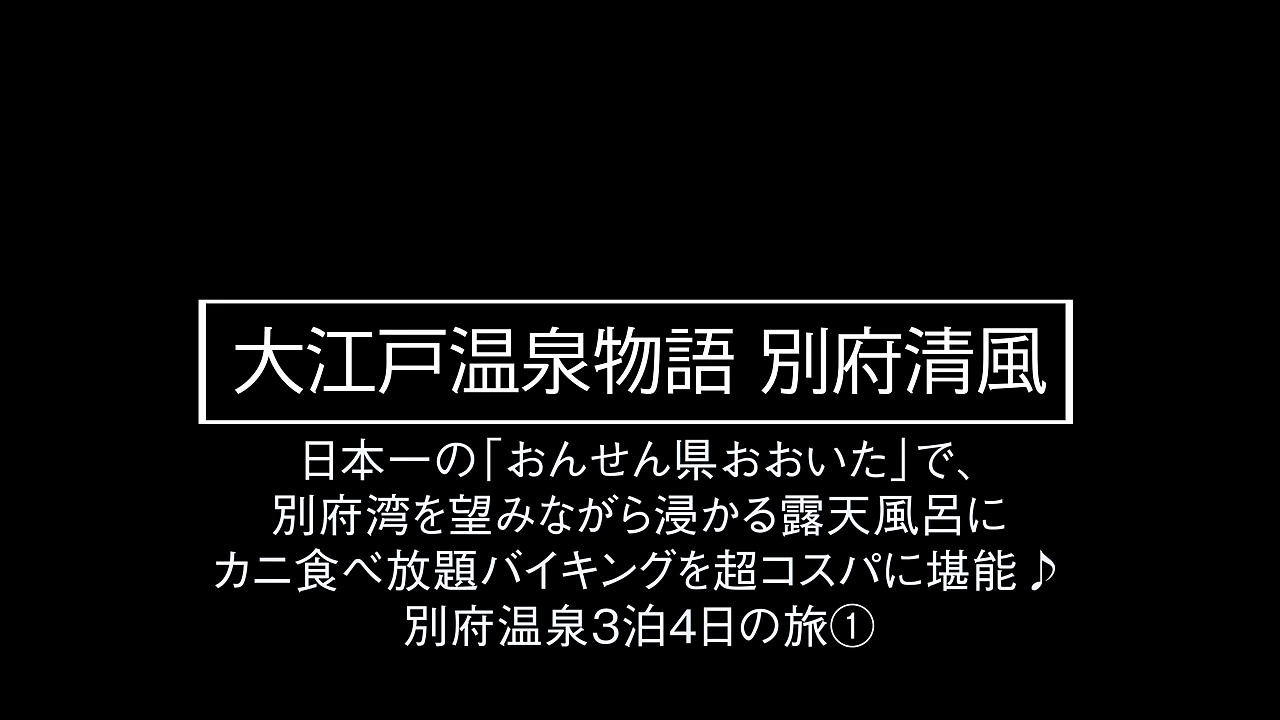 大江戸温泉物語 別府清風
日本一の「おんせん県おおいた」で、
別府湾を望みながら浸かる露天風呂に
カニ食べ放題バイキングを超コスパに堪能♪
別府温泉3泊4日の旅①